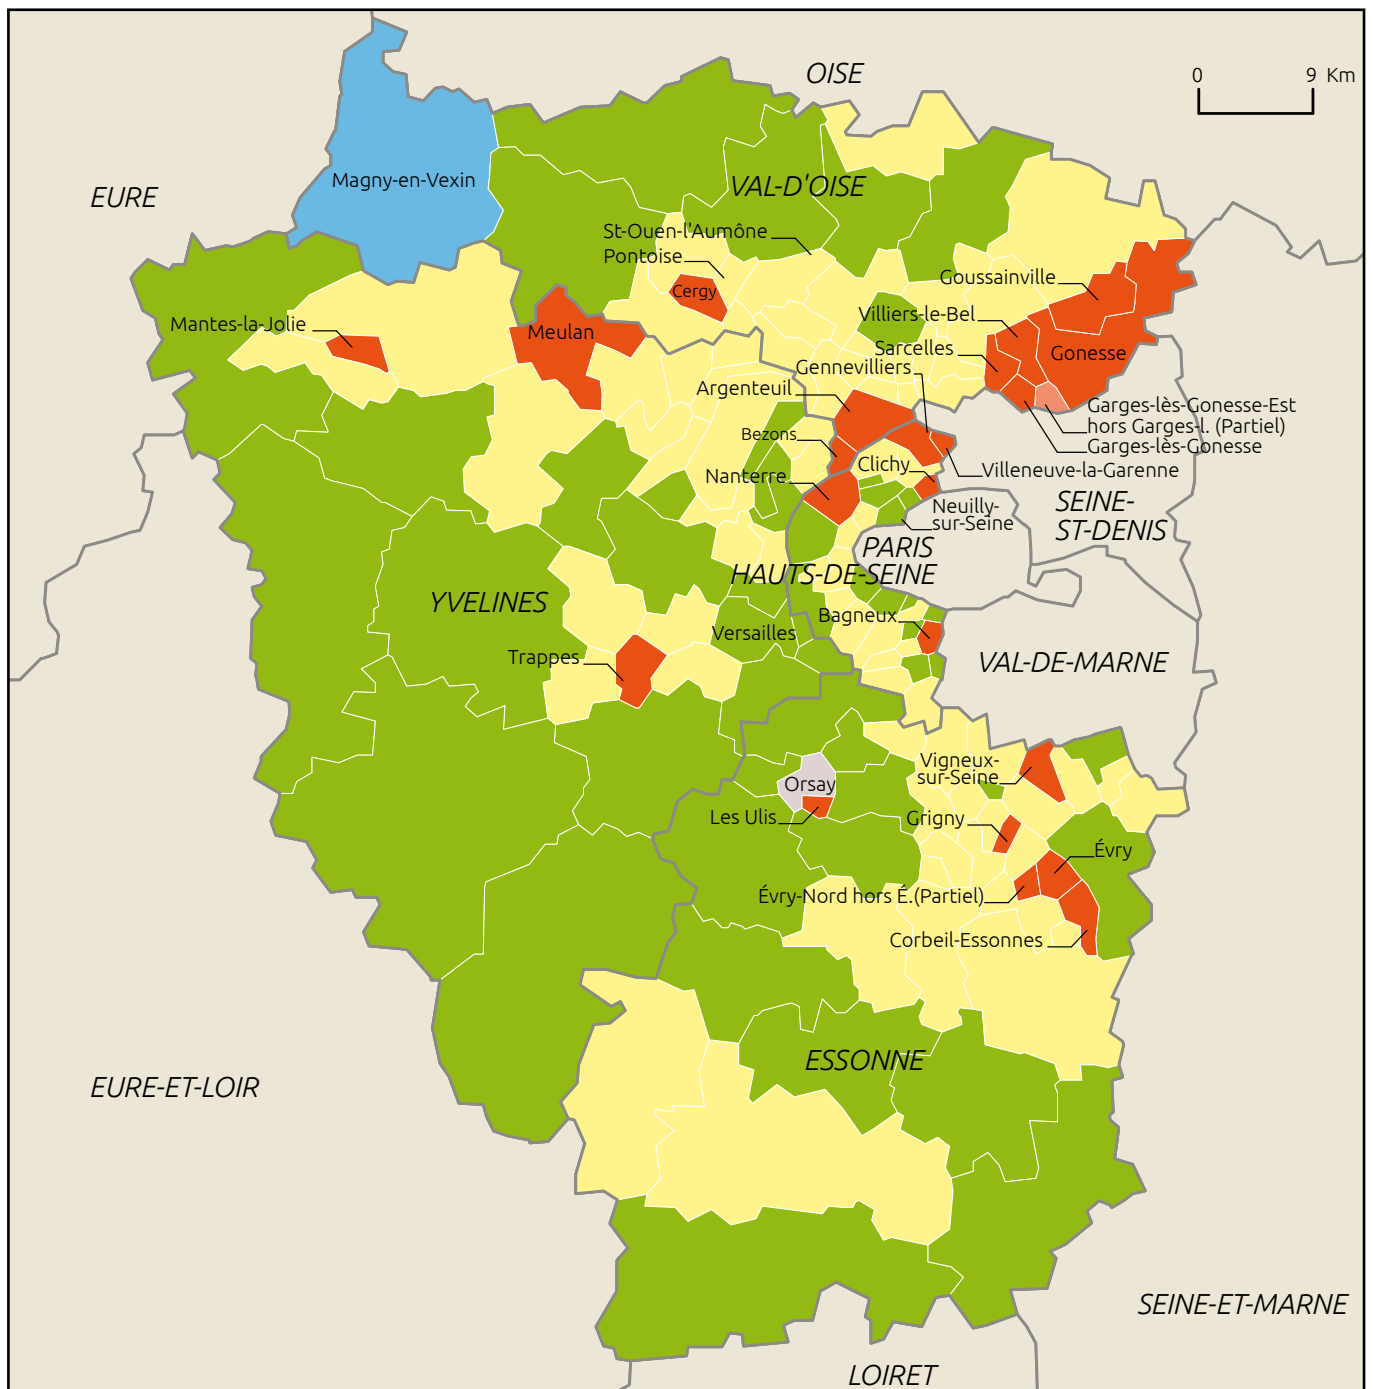 OISE
0 9 Km
Magny-en-Vexin
EURE
VAL-D'OISE
St-Ouen-l'Aumône
Pontoise
Goussainville
Cergy
Villiers-le-Bel
Mantes-la-Jolie
Meulan
Sarcelles
Gonesse
Gennevilliers
Argenteuil
Garges-lès-Gonesse-Est
hors Garges-l. (Partiel)
Garges-lès-Gonesse
Bezons
Clichy
Villeneuve-la-Garenne
Nanterre
Neuilly-
sur-Seine
SEINE-
ST-DENIS
PARIS
HAUTS-DE-SEINE
YVELINES
Bagneux
Versailles
Trappes
VAL-DE-MARNE
Vigneux-
sur-Seine
Orsay
Les Ulis
Grigny
Évry
Évry-Nord hors É.(Partiel)
Corbeil-Essonnes
ESSONNE
EURE-ET-LOIR
SEINE-ET-MARNE
LOIRET